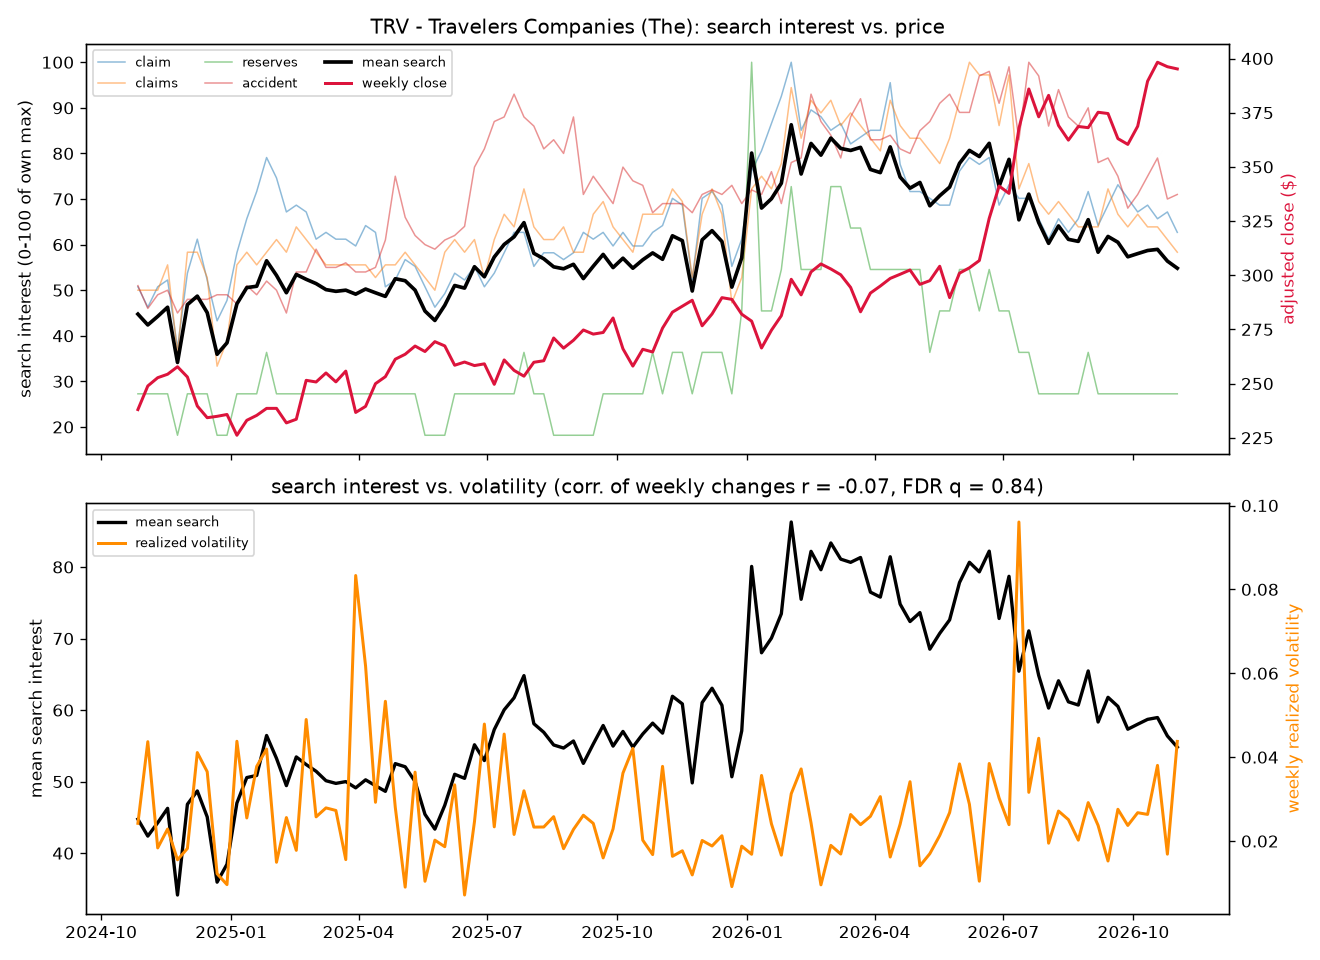 TRV - Travelers Companies (The): search interest vs. price
claim
claims
reserves
accident
mean search
weekly close
search interest (0-100 of own max)
100
90
80
70
60
50
40
30
20
adjusted close ($)
400
375
350
325
300
275
250
225
search interest vs. volatility (corr. of weekly changes r = -0.07, FDR q = 0.84)
mean search
realized volatility
mean search interest
80
70
60
50
40
weekly realized volatility
0.10
0.08
0.06
0.04
0.02
2024-10
2025-01
2025-04
2025-07
2025-10
2026-01
2026-04
2026-07
2026-10